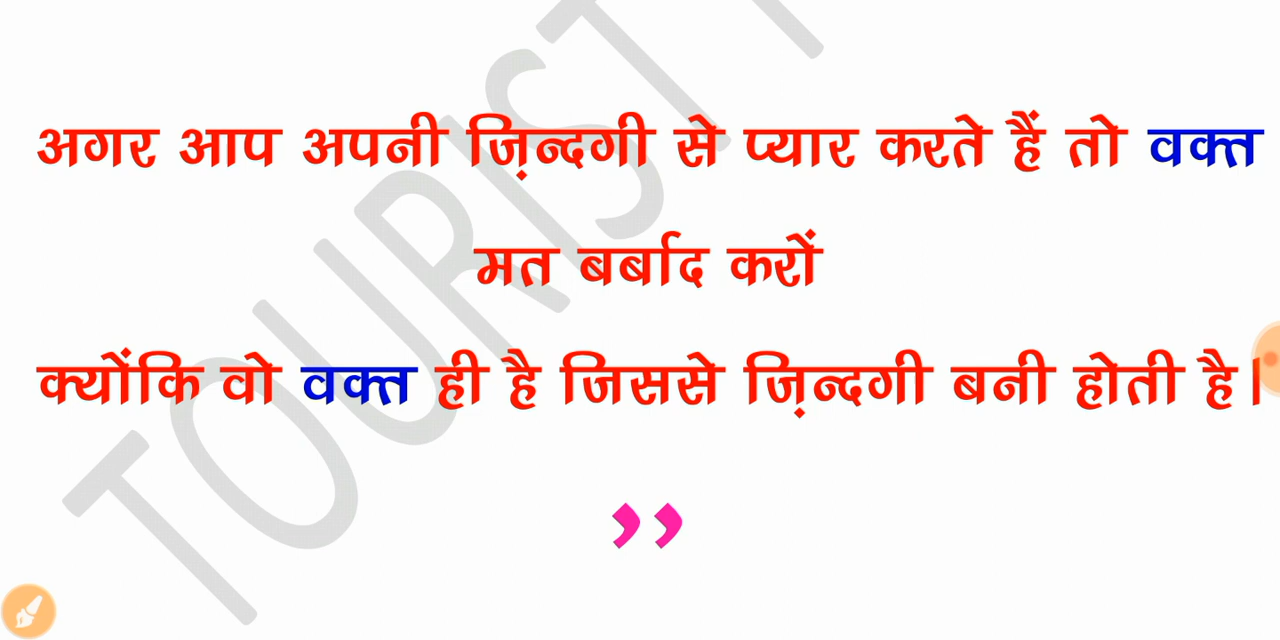 अगर आप अपनी ज़िन्दगी से प्यार करते हैं तो वक्त
मत बर्बाद करों
क्योंकि वो वक्त ही है जिससे ज़िन्दगी बनी होती है।
”
TOURIST